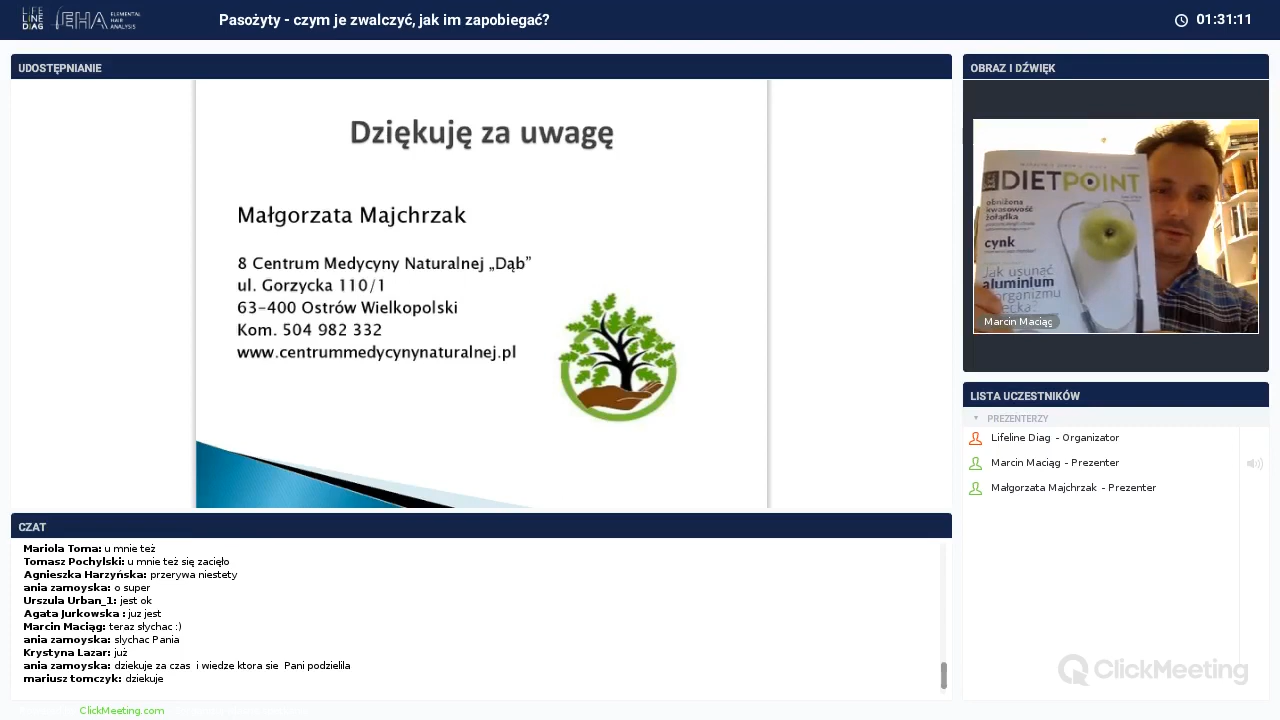 LIFE
LINE
DIAG
EHA
ELEMENTAL
HAIR
ANALYSIS
Pasożyty - czym je zwalczyć, jak im zapobiegać?
01:31:11
UDOSTĘPNIANIE
Dziękuję za uwagę
Małgorzata Majchrzak
8 Centrum Medycyny Naturalnej „Dąb”
ul. Gorzycka 110/1
63-400 Ostrów Wielkopolski
Kom. 504 982 332
www.centrummedycynynaturalnej.pl
OBRAZ I DŹWIĘK
DIETPOINT
obniżona
kwasowość
żołądka
cynk
Jak usunąć
aluminium
organizmu
Marcin Maciąg
LISTA UCZESTNIKÓW
PREZENTERZY
Lifeline Diag - Organizator
Marcin Maciąg - Prezenter
Małgorzata Majchrzak - Prezenter
CZAT
Mariola Toma: u mnie też
Tomasz Pochylski: u mnie też się zacięło
Agnieszka Harzyńska: przerywa niestety
ania zamoyska: o super
Urszula Urban_1: jest ok
Agata Jurkowska : juz jest
Marcin Maciąg: teraz słychac :)
ania zamoyska: slychac Pania
Krystyna Lazar: już
ania zamoyska: dziekuje za czas i wiedze ktora sie Pani podzielila
mariusz tomczyk: dziekuje
ClickMeeting
ClickMeeting.com